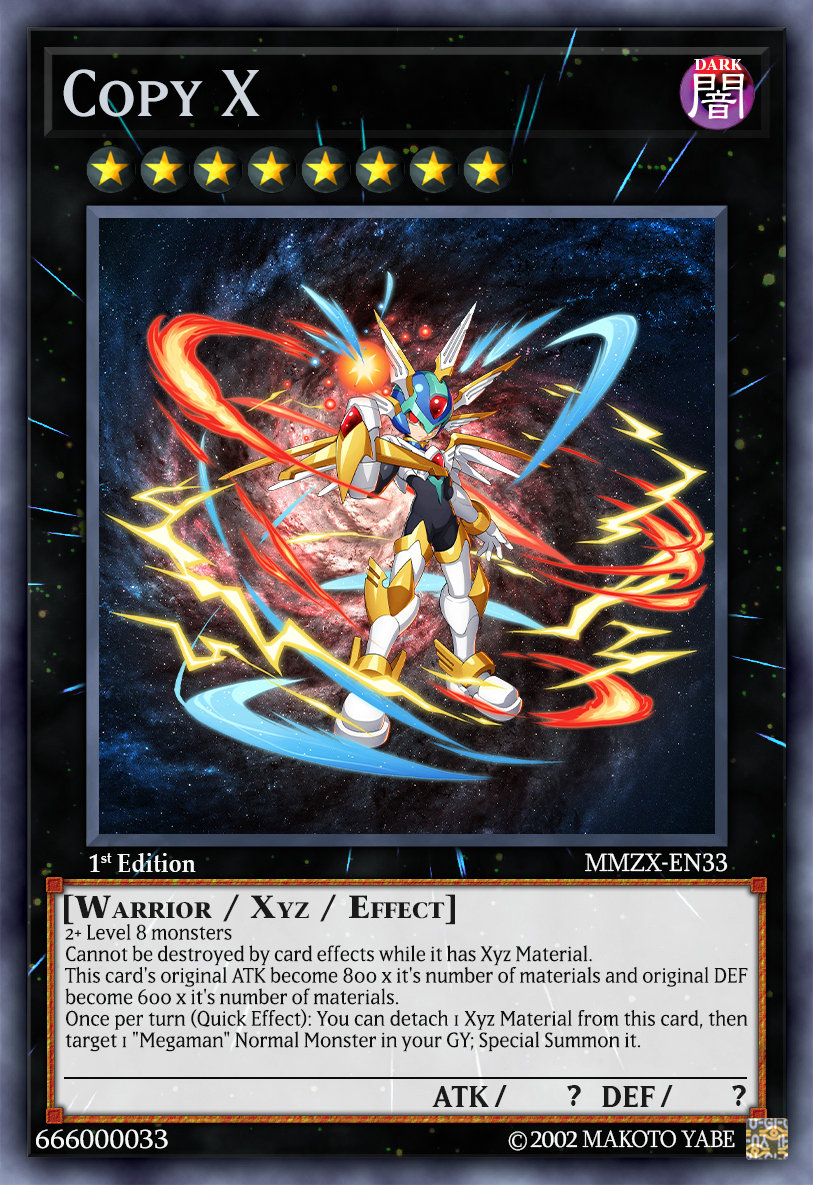 Copy X
DARK
闇
1st Edition
MMZX-EN33
[Warrior / Xyz / Effect]
2+ Level 8 monsters
Cannot be destroyed by card effects while it has Xyz Material.
This card's original ATK become 800 x it's number of materials and original DEF
become 600 x it's number of materials.
Once per turn (Quick Effect): You can detach 1 Xyz Material from this card, then
target 1 "Megaman" Normal Monster in your GY; Special Summon it.
ATK / ? DEF / ?
666000033
©2002 MAKOTO YABE